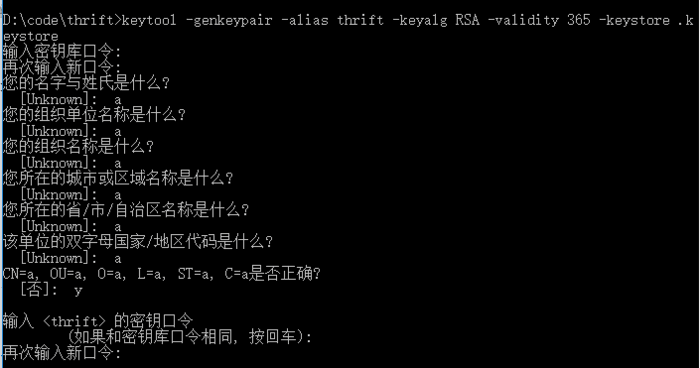 D:\code\thrift>keytool -genkeypair -alias thrift -keyalg RSA -validity 365 -keystore .k
eystore
输入密钥库口令:
再次输入新口令:
您的名字与姓氏是什么?
[Unknown]: a
您的组织单位名称是什么?
[Unknown]: a
您的组织名称是什么?
[Unknown]: a
您所在的城市或区域名称是什么?
[Unknown]: a
您所在的省/市/自治区名称是什么?
[Unknown]: a
该单位的双字母国家/地区代码是什么?
[Unknown]: a
CN=a, OU=a, O=a, L=a, ST=a, C=a是否正确?
[否]: y
输入 <thrift> 的密钥口令
(如果和密钥库口令相同, 按回车):
再次输入新口令: